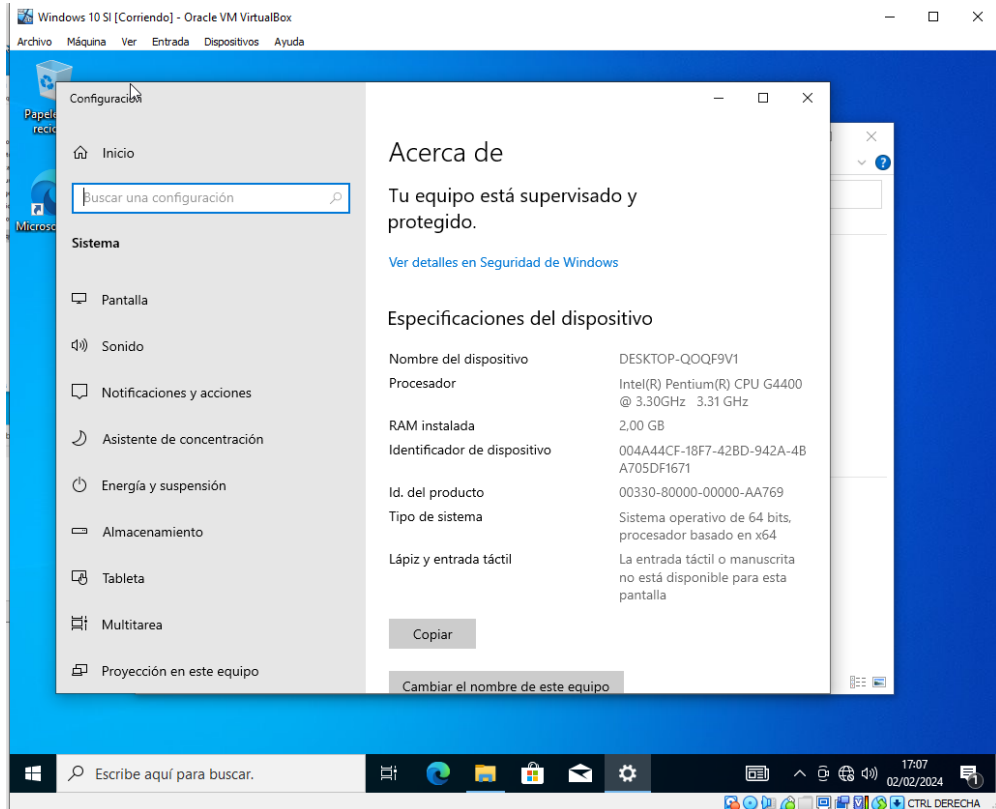 Windows 10 SI [Corriendo] - Oracle VM VirtualBox
Archivo Máquina Ver Entrada Dispositivos Ayuda
Configuración
Inicio
Buscar una configuración
Sistema
Pantalla
Sonido
Notificaciones y acciones
Asistente de concentración
Energía y suspensión
Almacenamiento
Tableta
Multitarea
Proyección en este equipo
Acerca de
Tu equipo está supervisado y
protegido.
Ver detalles en Seguridad de Windows
Especificaciones del dispositivo
Nombre del dispositivo DESKTOP-QOQF9V1
Procesador Intel(R) Pentium(R) CPU G4400
@ 3.30GHz 3.31 GHz
RAM instalada 2,00 GB
Identificador de dispositivo 004A44CF-18F7-42BD-942A-4B
A705DF1671
Id. del producto 00330-80000-00000-AA769
Tipo de sistema Sistema operativo de 64 bits,
procesador basado en x64
Lápiz y entrada táctil La entrada táctil o manuscrita
no está disponible para esta
pantalla
Copiar
Cambiar el nombre de este equipo
Escribe aquí para buscar.
17:07
02/02/2024
1
CTRL DERECHA